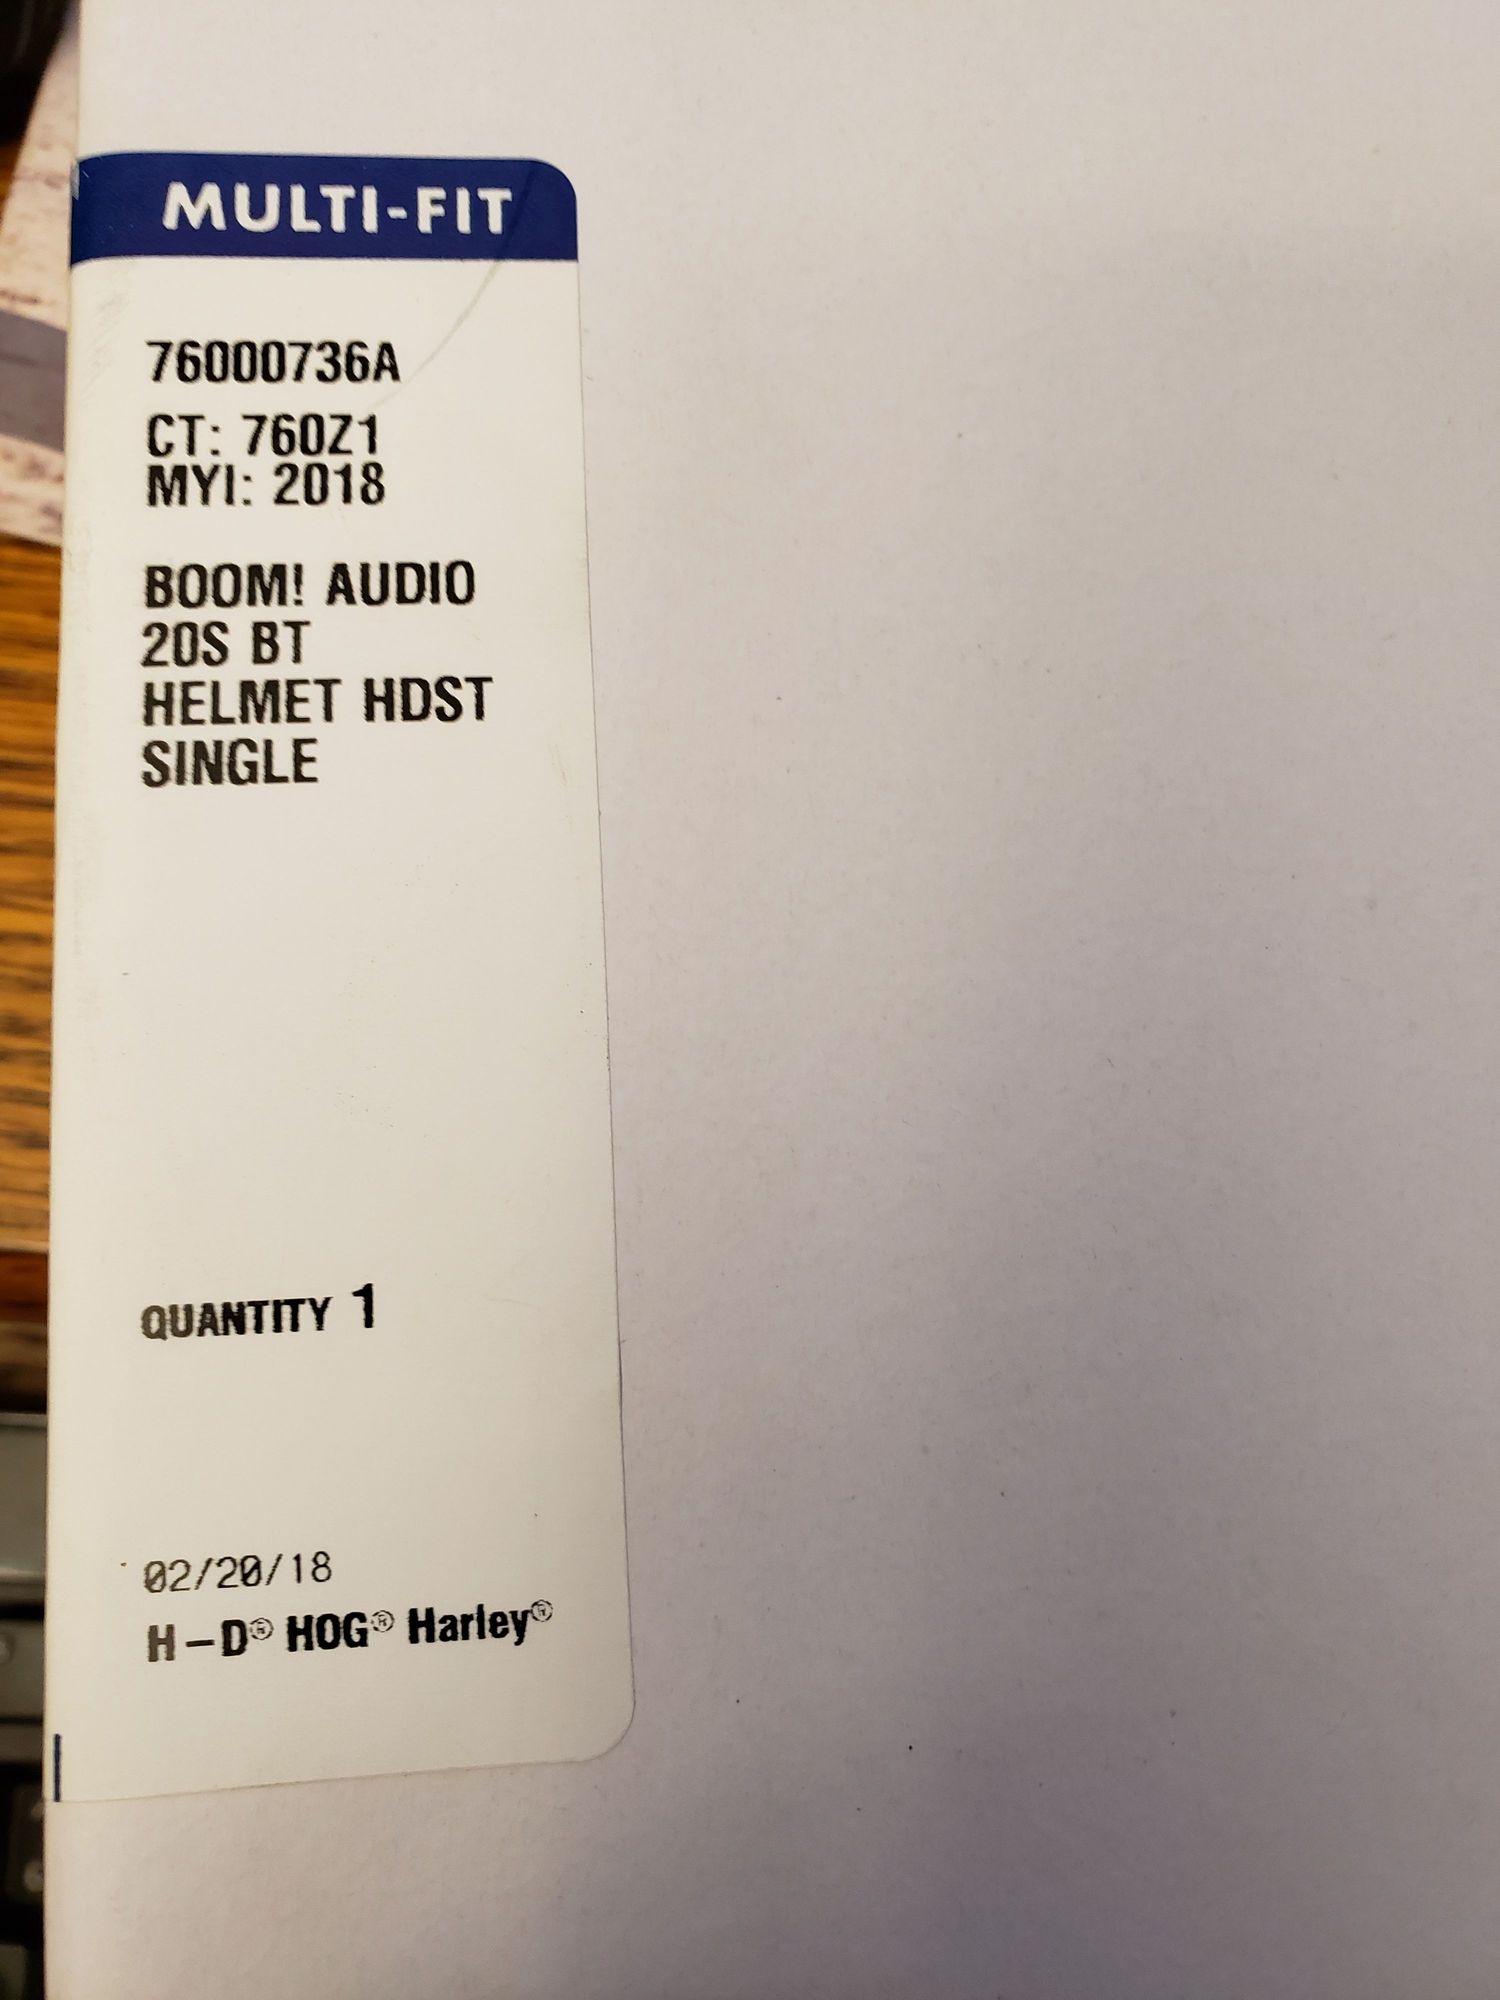 MULTI-FIT
76000736A
CT: 760Z1
MYI: 2018
BOOM! AUDIO
20S BT
HELMET HDST
SINGLE
QUANTITY 1
02/20/18
H-D® HOG® Harley®